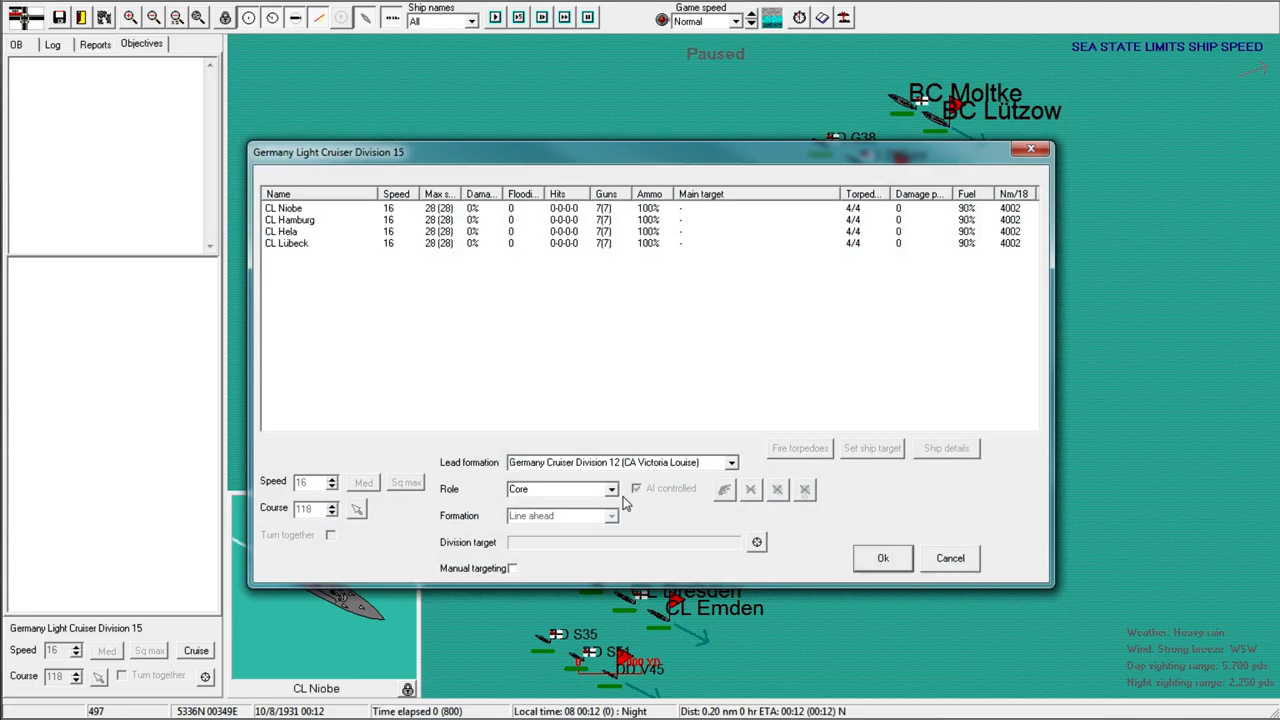 Ship names
All
Game speed
Normal
OB
Log
Reports
Objectives
Paused
SEA STATE LIMITS SHIP SPEED
BC Moltke
BC Lützow
G38
Germany Light Cruiser Division 15
Name Speed Max s... Dama... Floodi... Hits Guns Ammo Main target Torped... Damage p... Fuel Nm/18
CL Niobe 16 28 (28) 0% 0 0-0-0-0 7(7) 100% - 4/4 0 90% 4002
CL Hamburg 16 28 (28) 0% 0 0-0-0-0 7(7) 100% - 4/4 0 90% 4002
CL Hela 16 28 (28) 0% 0 0-0-0-0 7(7) 100% - 4/4 0 90% 4002
CL Lübeck 16 28 (28) 0% 0 0-0-0-0 7(7) 100% - 4/4 0 90% 4002
Fire torpedoes
Set ship target
Ship details
Lead formation Germany Cruiser Division 12 (CA Victoria Louise)
Speed 16 Med Sq max
Role Core AI controlled
Course 118
Formation Line ahead
Turn together
Division target
Manual targeting
Ok
Cancel
CL Dresden
CL Emden
D S35
D S51
DD V45
0
Germany Light Cruiser Division 15
Speed 16 Med Sq max Cruise
Course 118 Turn together
CL Niobe
Weather: Heavy rain
Wind: Strong breeze WSW
Day sighting range: 5,700 yds
Night sighting range: 2,250 yds
497
5336N 00349E
10/8/1931 00:12
Time elapsed 0 (800)
Local time: 08 00:12 (0) : Night
Dist: 0.20 nm 0 hr ETA: 00:12 (00:12) N